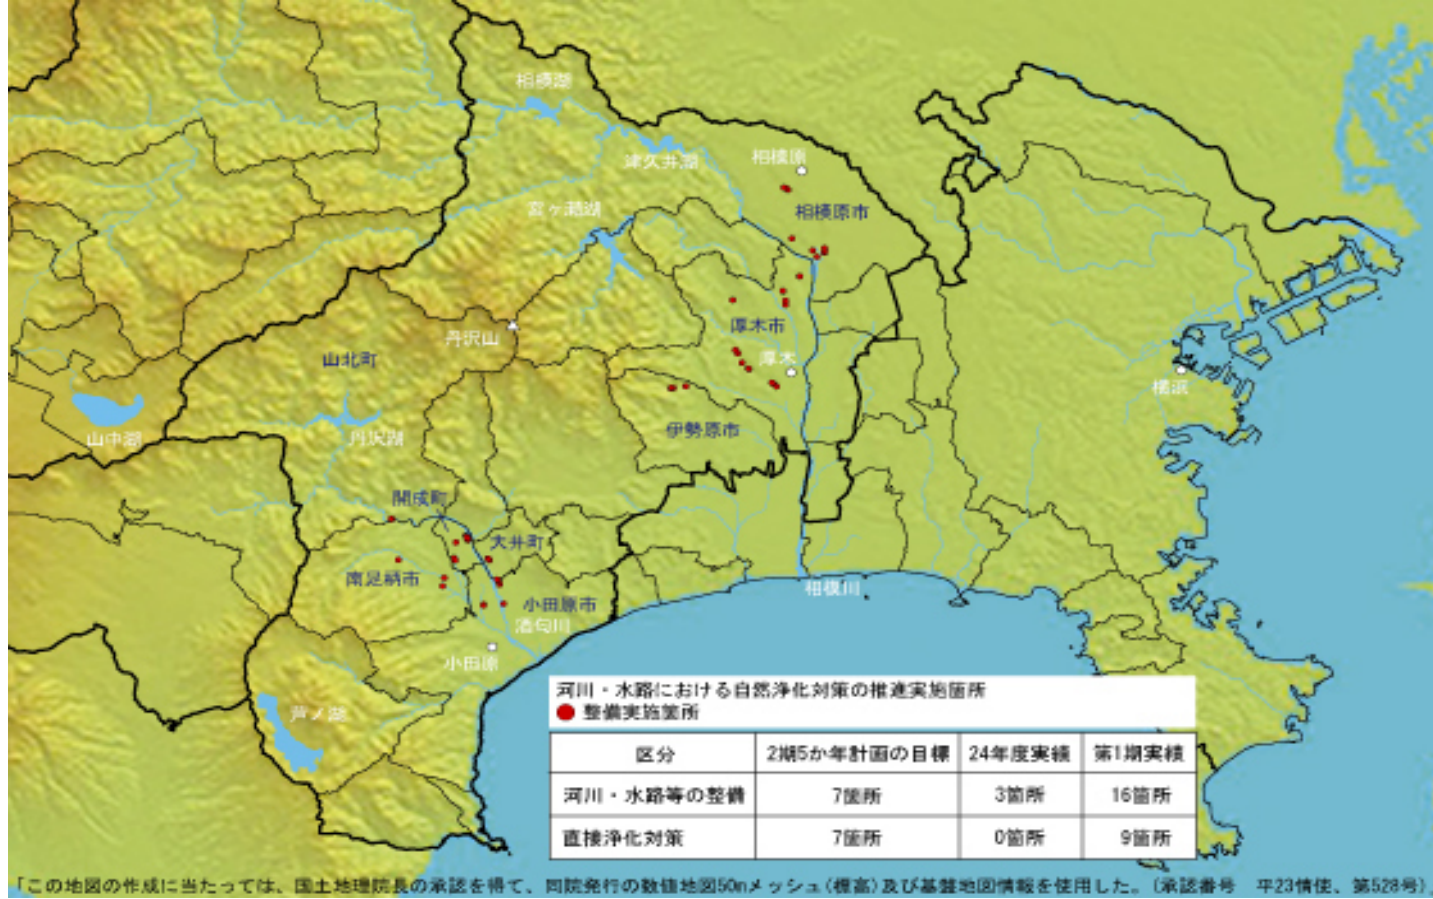 相模湖
津久井湖
相模原
宮ヶ瀬湖
相模原市
丹沢山
厚木市
山北町
厚木
横浜
山中湖
丹沢湖
伊勢原市
開成町
大井町
南足柄市
相模川
小田原市
酒匂川
小田原
芦ノ湖
河川・水路における自然浄化対策の推進実施箇所
整備実施箇所
区分 2期5か年計画の目標 24年度実績 第1期実績
河川・水路等の整備 7箇所 3箇所 16箇所
直接浄化対策 7箇所 0箇所 9箇所
「この地図の作成に当たっては、国土地理院長の承認を得て、同院発行の数値地図50mメッシュ(標高)及び基盤地図情報を使用した。(承認番号 平23情使、第528号)